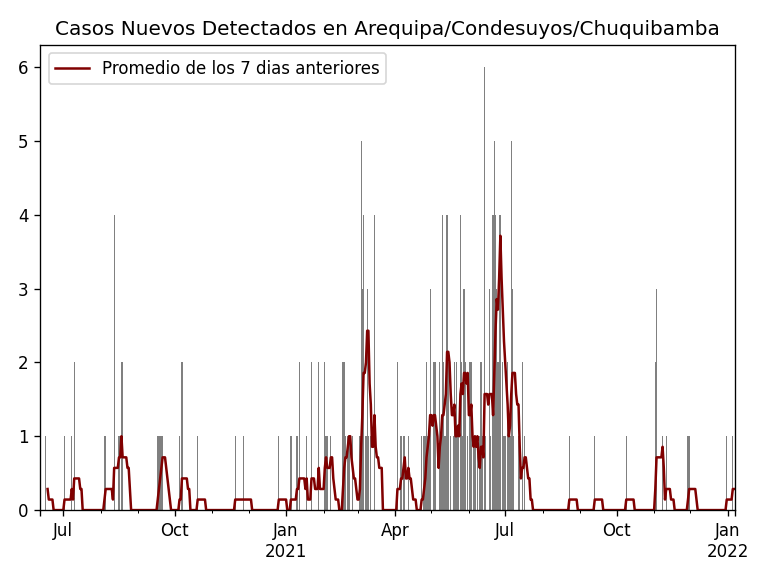 Casos Nuevos Detectados en Arequipa/Condesuyos/Chuquibamba
Promedio de los 7 dias anteriores
6
5
4
3
2
1
0
Jul Oct Jan Apr Jul Oct Jan
2021 2022